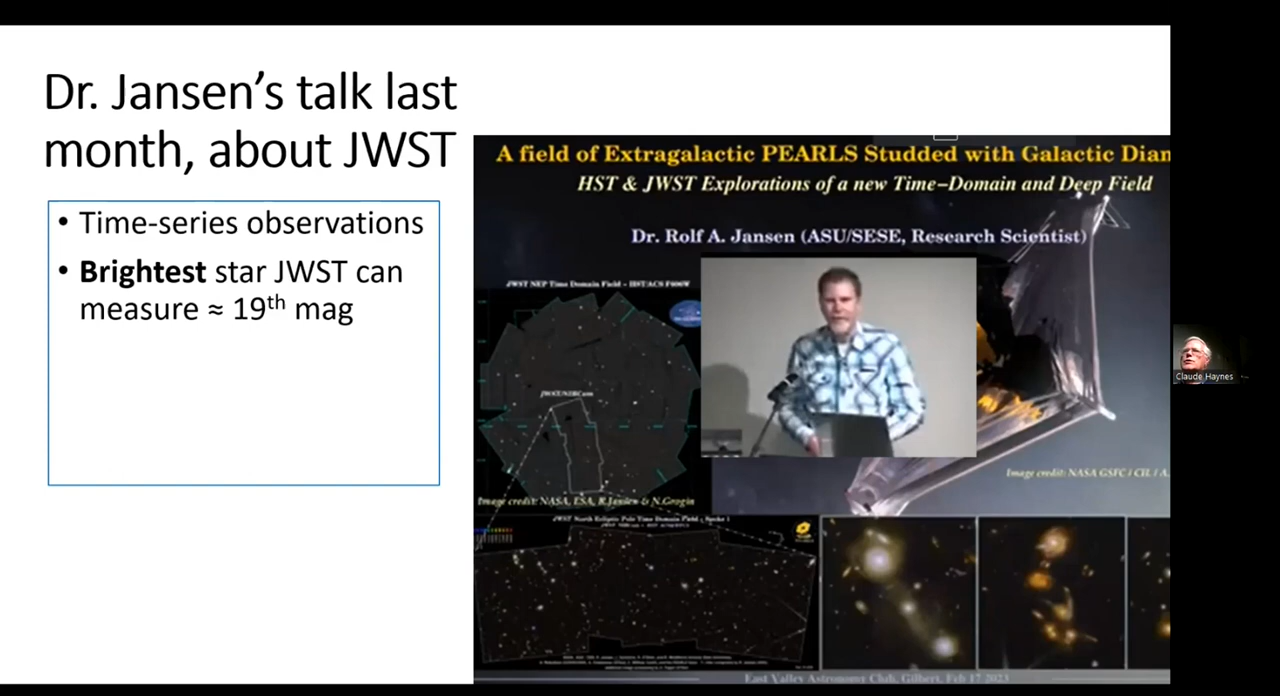 Dr. Jansen’s talk last
month, about JWST
• Time-series observations
• Brightest star JWST can
measure ≈ 19th mag
A field of Extragalactic PEARLS Studded with Galactic Diam
HST & JWST Explorations of a new Time–Domain and Deep Field
Dr. Rolf A. Jansen (ASU/SESE, Research Scientist)
JWST NEP Time Domain Field – HST/ACS F606W
JWST/NIRCam
Image credit: NASA GSFC / CIL / A.
Image credit: NASA, ESA, R. Jansen & N. Grogin
JWST North Ecliptic Pole Time Domain Field - Spoke 1
East Valley Astronomy Club, Gilbert, Feb 17 2023
Claude Haynes